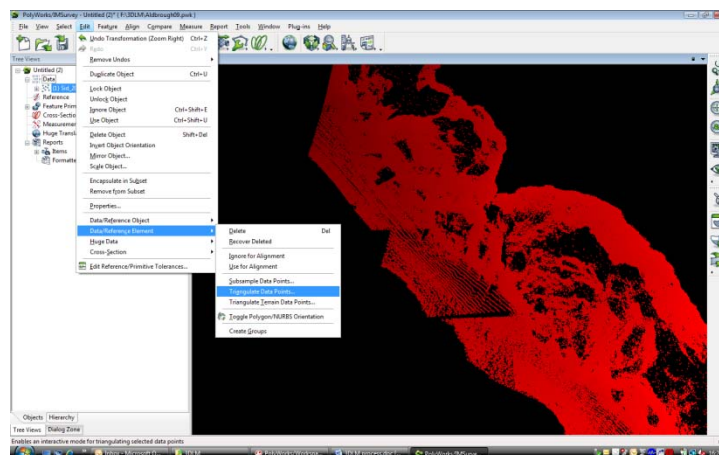 PolyWorks/IMSurvey - Untitled (2)* ( F:\3DLM\Aldbrough09.pwk )
File View Select Edit Feature Align Compare Measure Report Tools Window Plug-ins Help
Tree Views
Untitled (2)
Data
Reference
Feature Prim
Cross-Sectio
Measuremen
Huge Transl
Reports
Items
Formatte
Undo Transformation (Zoom Right) Ctrl+Z
Redo
Remove Undos
Duplicate Object Ctrl+U
Lock Object
Unlock Object
Ignore Object Ctrl+Shift+E
Use Object Ctrl+Shift+U
Delete Object Shift+Del
Invert Object Orientation
Mirror Object...
Scale Object...
Encapsulate in Subset
Remove from Subset
Properties...
Data/Reference Object
Data/Reference Element
Huge Data
Cross-Section
Edit Reference/Primitive Tolerances...
Delete Del
Recover Deleted
Ignore for Alignment
Use for Alignment
Subsample Data Points...
Triangulate Data Points...
Triangulate Terrain Data Points...
Toggle Polygon/NURBS Orientation
Create Groups
Objects Hierarchy
Tree Views Dialog Zone
Enables an interactive mode for triangulating selected data points
Inbox - Microsoft O...
3DLM
PolyWorks/Workspa...
3DLM process.doc [...
PolyWorks/IMSurvey